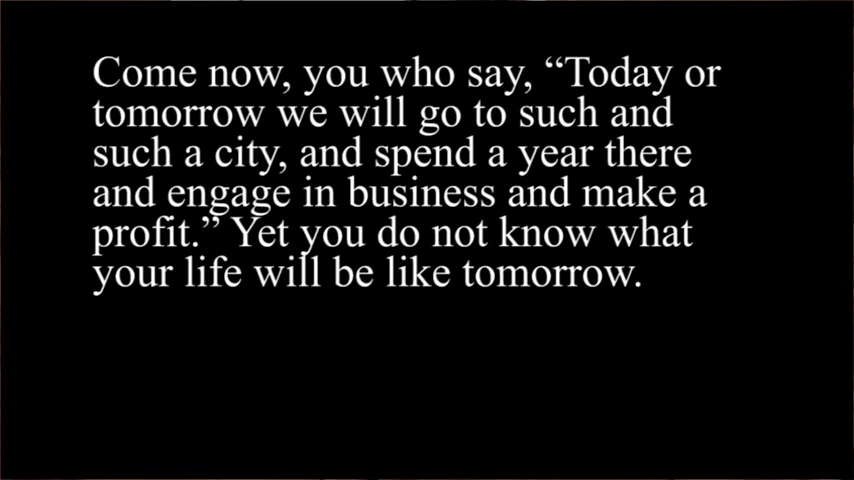 Come now, you who say, “Today or
tomorrow we will go to such and
such a city, and spend a year there
and engage in business and make a
profit.” Yet you do not know what
your life will be like tomorrow.